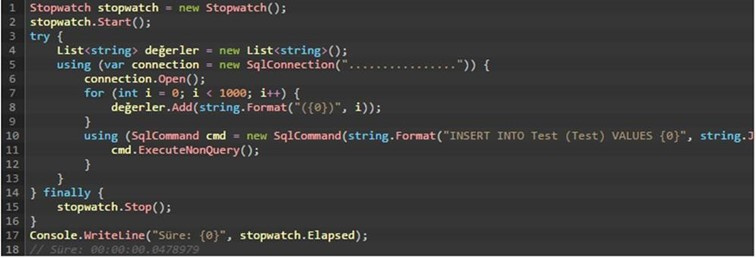 1 Stopwatch stopwatch = new Stopwatch();
2 stopwatch.Start();
3 try {
4 List<string> değerler = new List<string>();
5 using (var connection = new SqlConnection("................")) {
6 connection.Open();
7 for (int i = 0; i < 1000; i++) {
8 değerler.Add(string.Format("({0})", i));
9 }
10 using (SqlCommand cmd = new SqlCommand(string.Format("INSERT INTO Test (Test) VALUES {0}", string.J
11 cmd.ExecuteNonQuery();
12 }
13 }
14 } finally {
15 stopwatch.Stop();
16 }
17 Console.WriteLine("Süre: {0}", stopwatch.Elapsed);
18 // Süre: 00:00:00.0478979